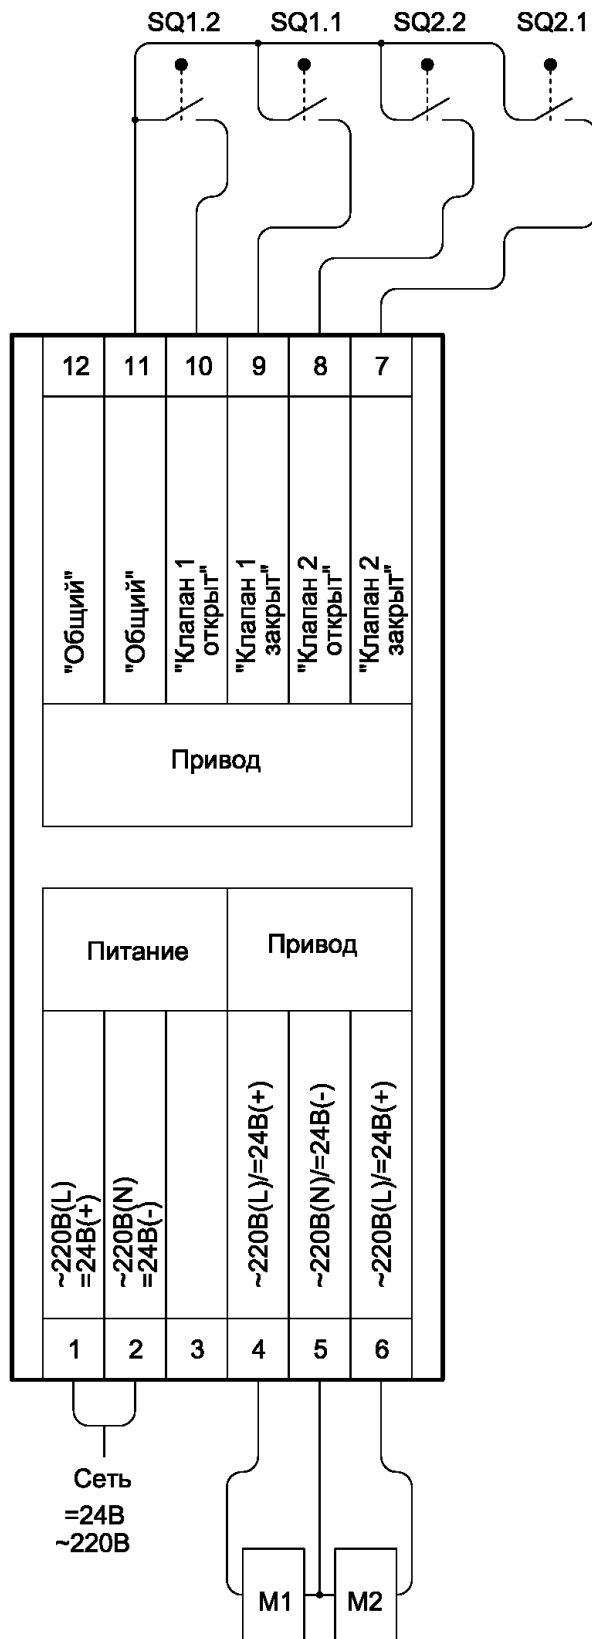 SQ1.2 SQ1.1 SQ2.2 SQ2.1
12 11 10 9 8 7
"Общий"
"Общий"
"Клапан 1
открыт"
"Клапан 1
закрыт"
"Клапан 2
открыт"
"Клапан 2
закрыт"
Привод
Питание Привод
~220В(L)
=24В(+)
~220В(N)
=24В(-)
~220В(L)/=24В(+)
~220В(N)/=24В(-)
~220В(L)/=24В(+)
1 2 3 4 5 6
Сеть
=24В
~220В
М1 М2